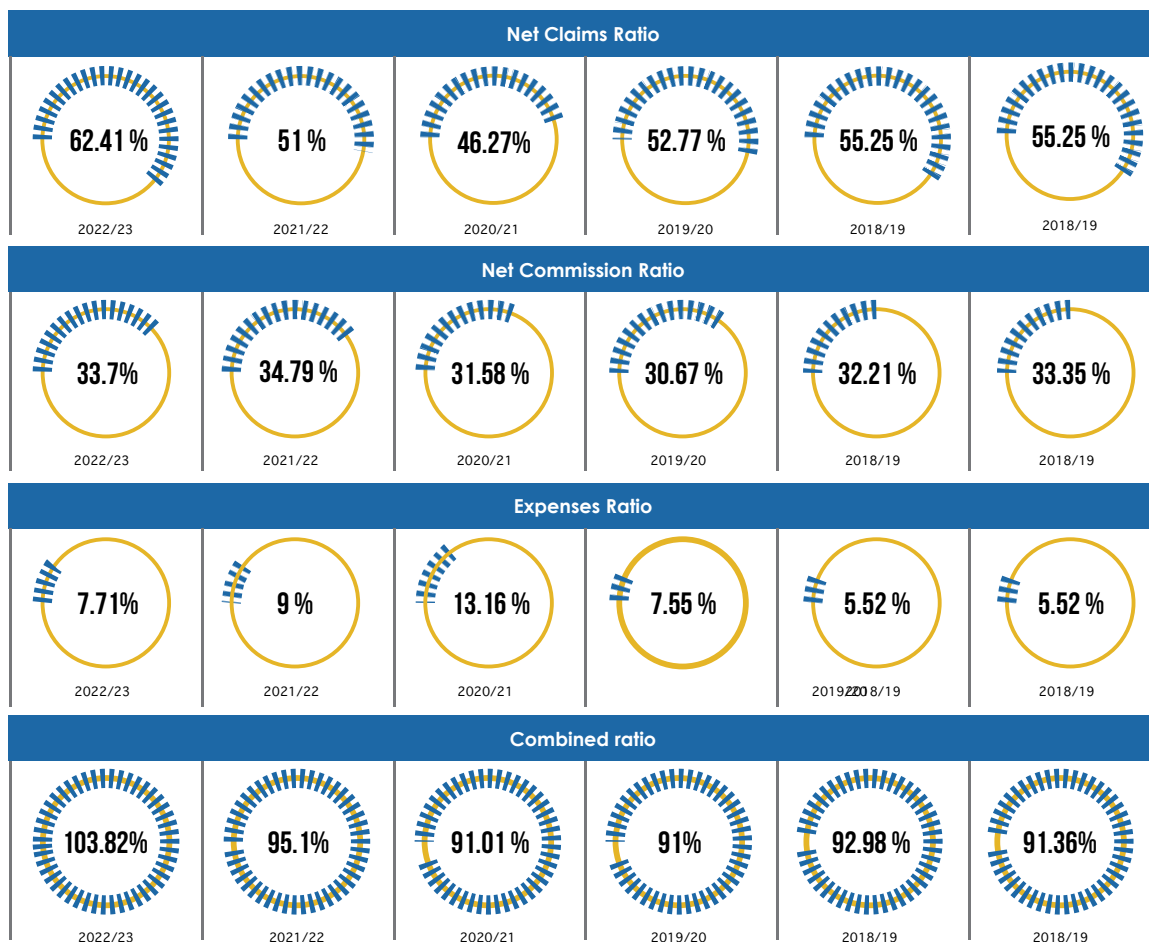 Net Claims Ratio
62.41 % 51 % 46.27% 52.77 % 55.25 % 55.25 %
2022/23 2021/22 2020/21 2019/20 2018/19 2018/19
Net Commission Ratio
33.7% 34.79 % 31.58 % 30.67 % 32.21 % 33.35 %
2022/23 2021/22 2020/21 2019/20 2018/19 2018/19
Expenses Ratio
7.71% 9 % 13.16 % 7.55 % 5.52 % 5.52 %
2022/23 2021/22 2020/21 2019/20 2018/19 2018/19
Combined ratio
103.82% 95.1% 91.01 % 91% 92.98 % 91.36%
2022/23 2021/22 2020/21 2019/20 2018/19 2018/19